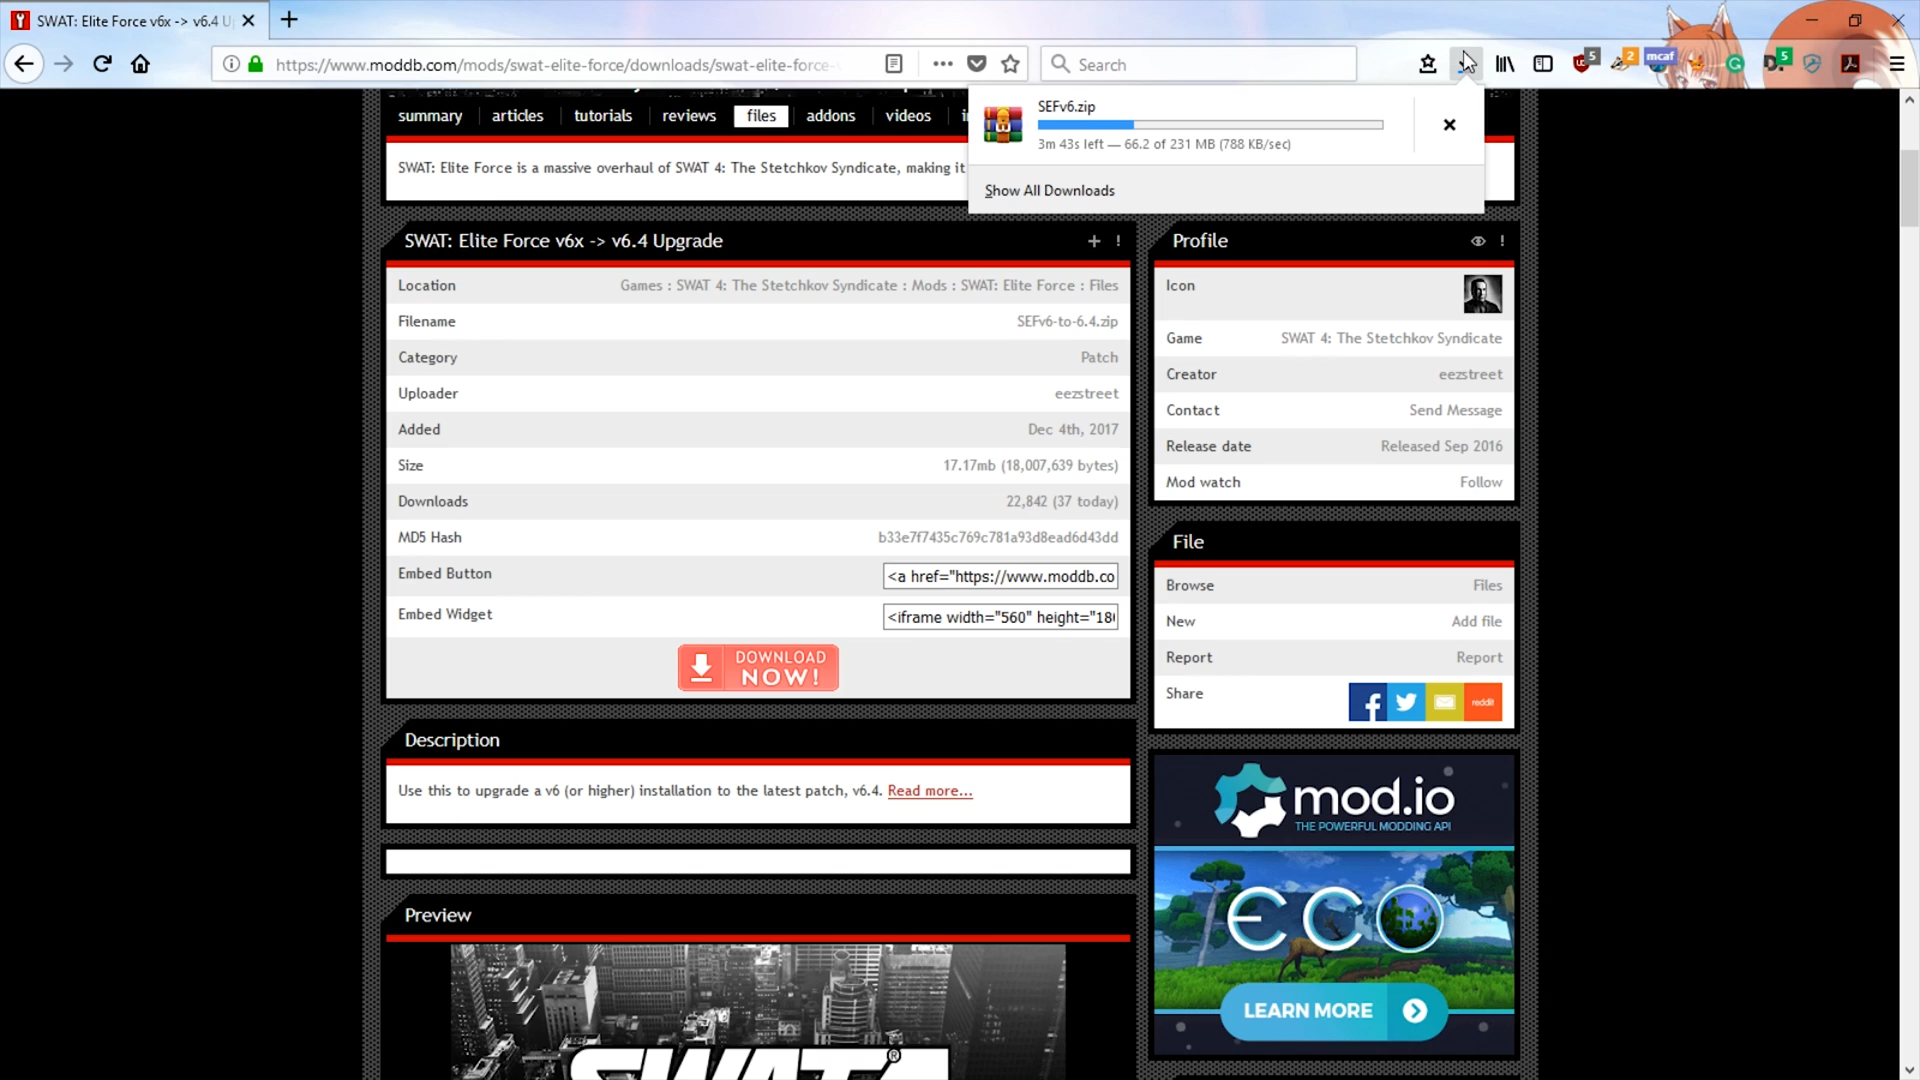 SWAT: Elite Force v6x -> v6.4 U
https://www.moddb.com/mods/swat-elite-force/downloads/swat-elite-force-
Search
5
2
mcaf
5
summary
articles
tutorials
reviews
files
addons
videos
SEFv6.zip
3m 43s left — 66.2 of 231 MB (788 KB/sec)
Show All Downloads
SWAT: Elite Force is a massive overhaul of SWAT 4: The Stetchkov Syndicate, making it
SWAT: Elite Force v6x -> v6.4 Upgrade
Location Games : SWAT 4: The Stetchkov Syndicate : Mods : SWAT: Elite Force : Files
Filename SEFv6-to-6.4.zip
Category Patch
Uploader eezstreet
Added Dec 4th, 2017
Size 17.17mb (18,007,639 bytes)
Downloads 22,842 (37 today)
MD5 Hash b33e7f7435c769c781a93d8ead6d43dd
Embed Button <a href="https://www.moddb.co
Embed Widget <iframe width="560" height="18
DOWNLOAD
NOW!
Description
Use this to upgrade a v6 (or higher) installation to the latest patch, v6.4. Read more...
Preview
SWAT 4 ®
Profile
Icon
Game SWAT 4: The Stetchkov Syndicate
Creator eezstreet
Contact Send Message
Release date Released Sep 2016
Mod watch Follow
File
Browse Files
New Add file
Report Report
Share
reddit
mod.io
THE POWERFUL MODDING API
ECO
LEARN MORE